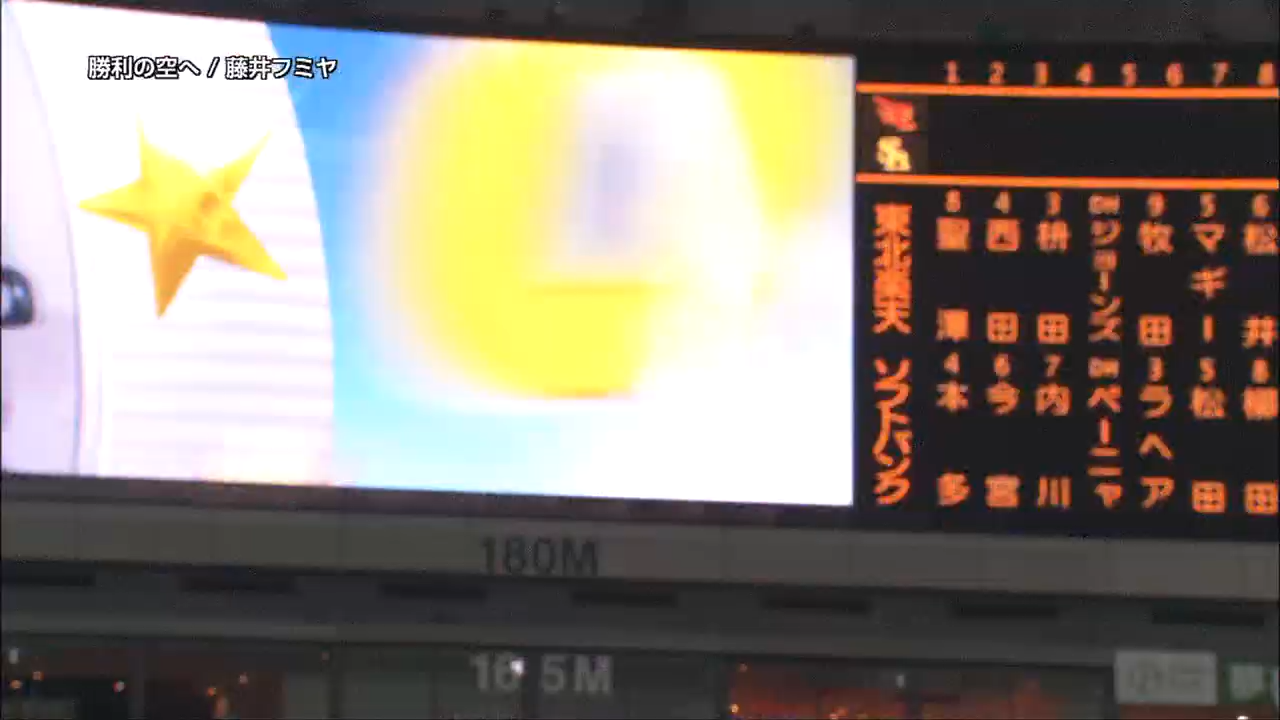 勝利の空へ / 藤井フミヤ
1 2 3 4 5 6 7 8
東北楽天
8 聖澤
4 西田
3 枡田
DH ジョーンズ
9 牧田
5 マギー
6 松井
ソフトバンク
4 本多
6 今宮
7 内川
DH ペーニャ
3 ラヘア
5 松田
8 柳田
180M
165M